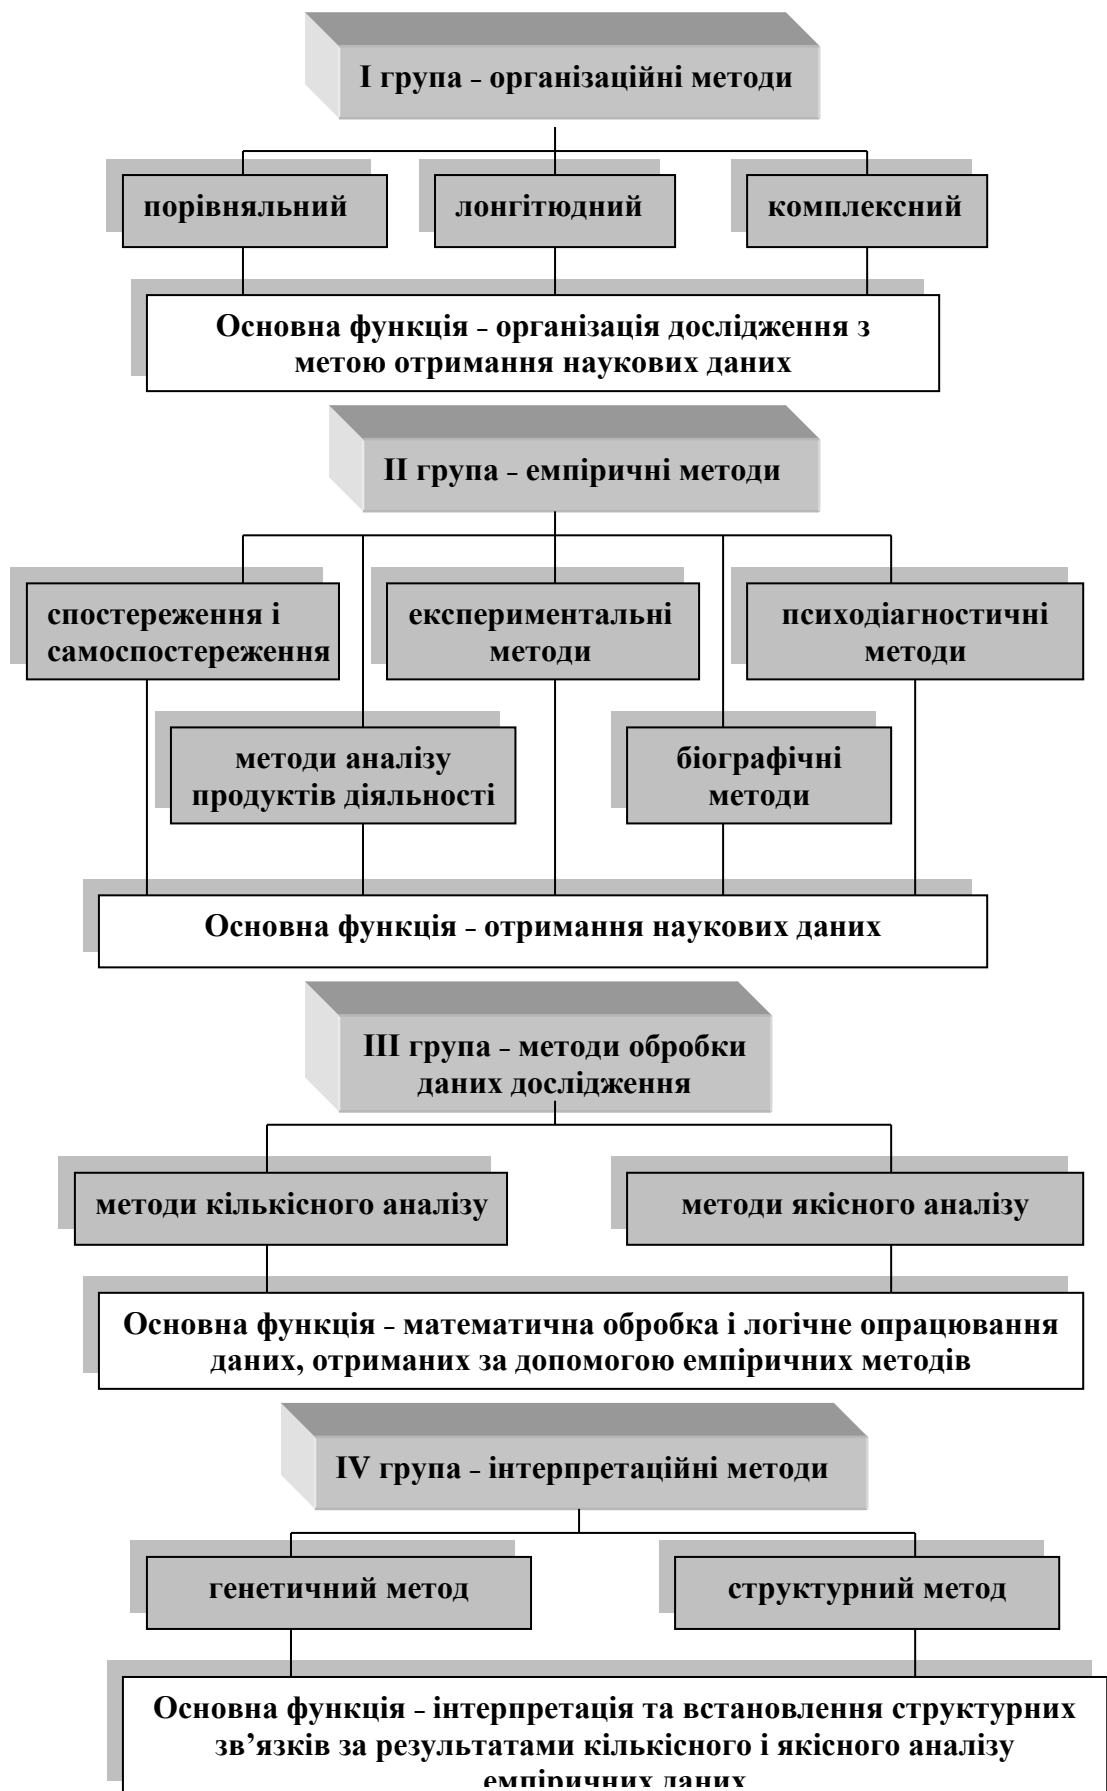 I група – організаційні методи
порівняльний
лонгітюдний
комплексний
Основна функція – організація дослідження з
метою отримання наукових даних
II група – емпіричні методи
спостереження і
самоспостереження
експериментальні
методи
психодіагностичні
методи
методи аналізу
продуктів діяльності
біографічні
методи
Основна функція – отримання наукових даних
III група – методи обробки
даних дослідження
методи кількісного аналізу
методи якісного аналізу
Основна функція – математична обробка і логічне опрацювання
даних, отриманих за допомогою емпіричних методів
IV група – інтерпретаційні методи
генетичний метод
структурний метод
Основна функція – інтерпретація та встановлення структурних
зв’язків за результатами кількісного і якісного аналізу
емпіричних даних